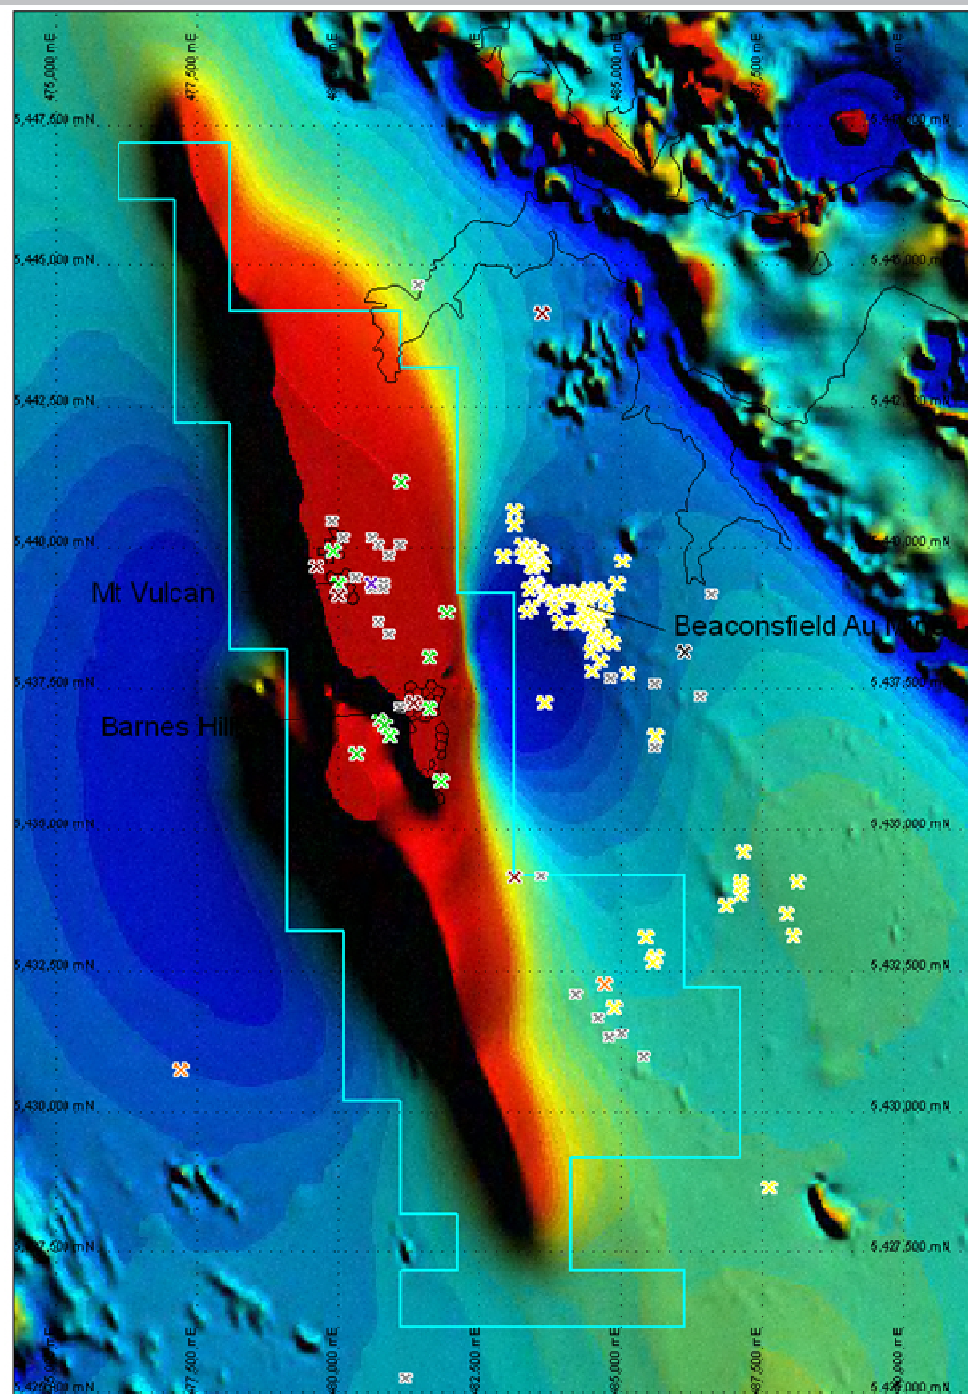 475,000 mE
477,500 mE
485,000 mE
5,447,500 mN
5,445,000 mN
5,445,000 mN
5,442,500 mN
5,442,500 mN
5,440,000 mN
5,440,000 mN
Mt Vulcan
Beaconsfield Au Mine
5,437,500 mN
5,437,500 mN
Barnes Hill
5,435,000 mN
5,435,000 mN
5,432,500 mN
5,432,500 mN
5,430,000 mN
5,430,000 mN
5,427,500 mN
5,427,500 mN
477,500 mE
480,000 mE
482,500 mE
485,000 mE
487,500 mE
490,000 mE